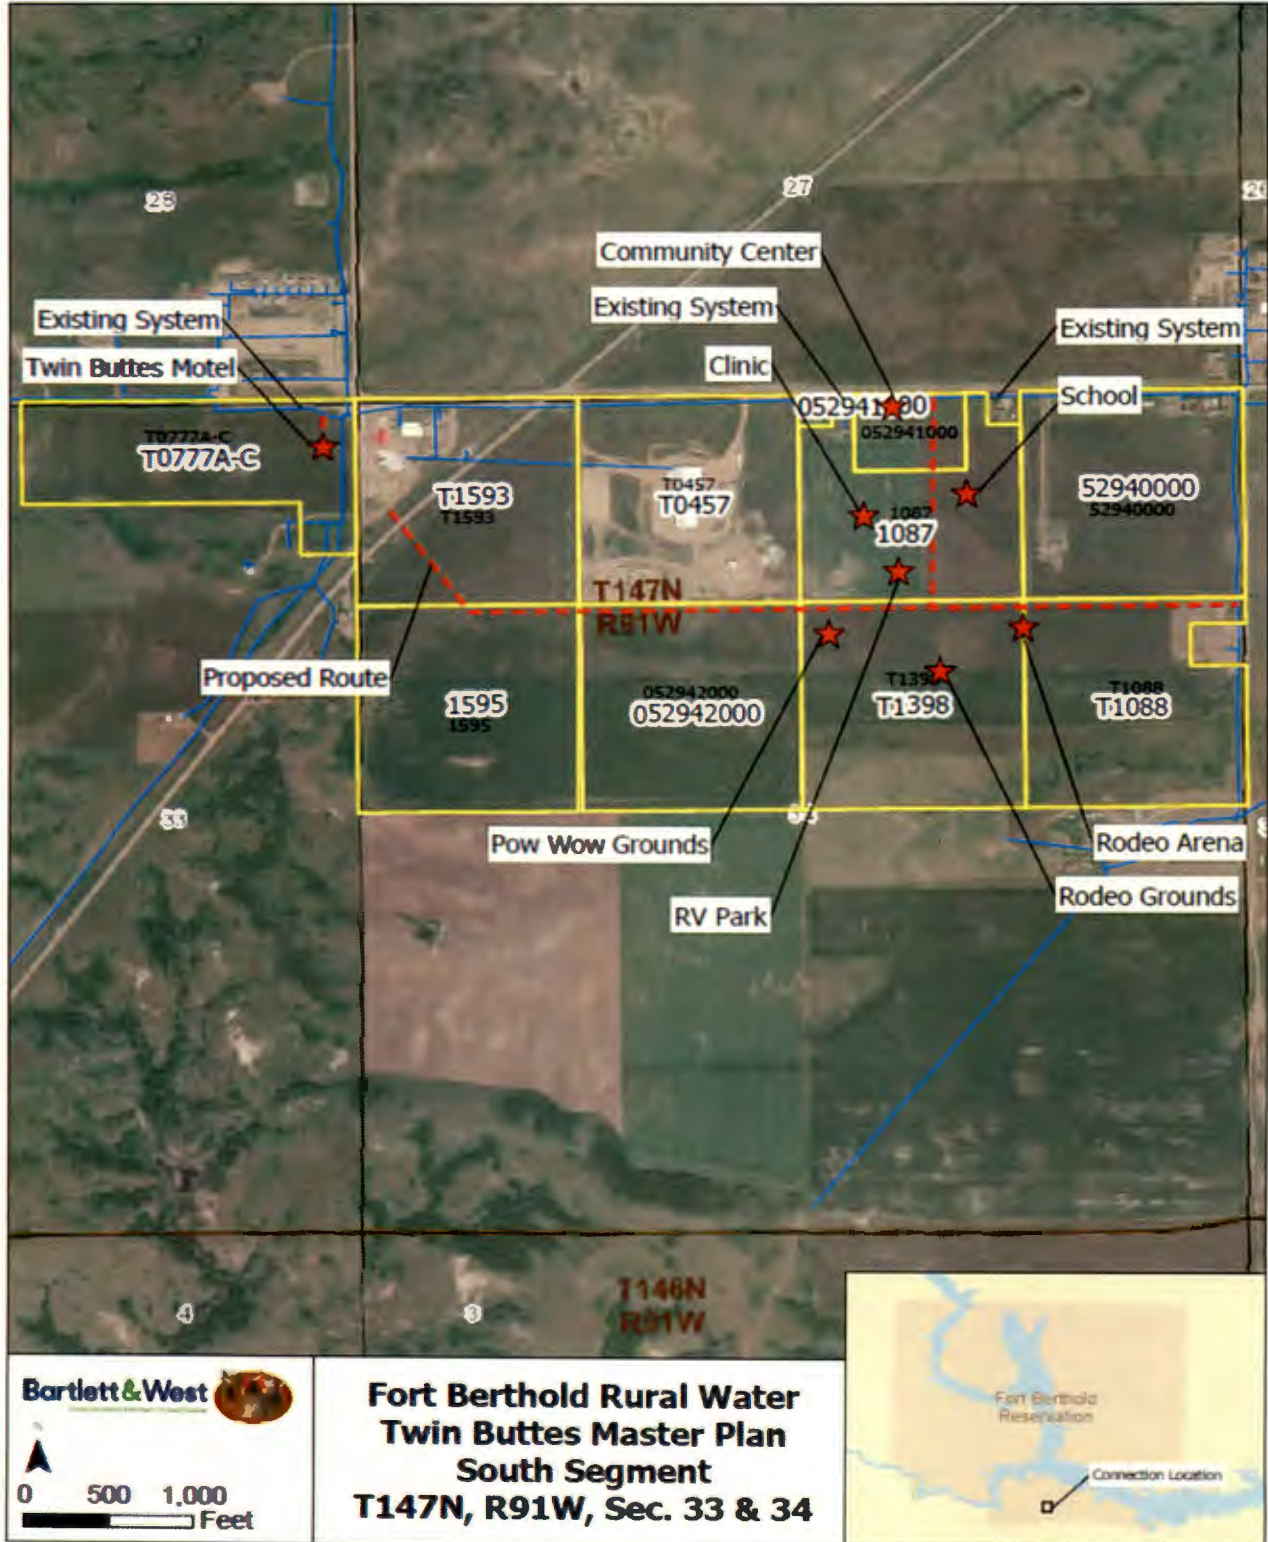 28
27
Community Center
Existing System
Existing System
Existing System
Clinic
Twin Buttes Motel
School
052941000
052941000
T0777A-C
T0777A-C
T1593
T1593
T0457
T0457
1087
1087
52940000
52940000
T147N
R91W
Proposed Route
1595
1595
052942000
052942000
T1398
T1398
T1088
T1088
33
Pow Wow Grounds
Rodeo Arena
RV Park
Rodeo Grounds
T146N
R91W
4
3
Bartlett&West
N
0 500 1,000
Feet
Fort Berthold Rural Water
Twin Buttes Master Plan
South Segment
T147N, R91W, Sec. 33 & 34
Fort Berthold
Reservation
Connection Location